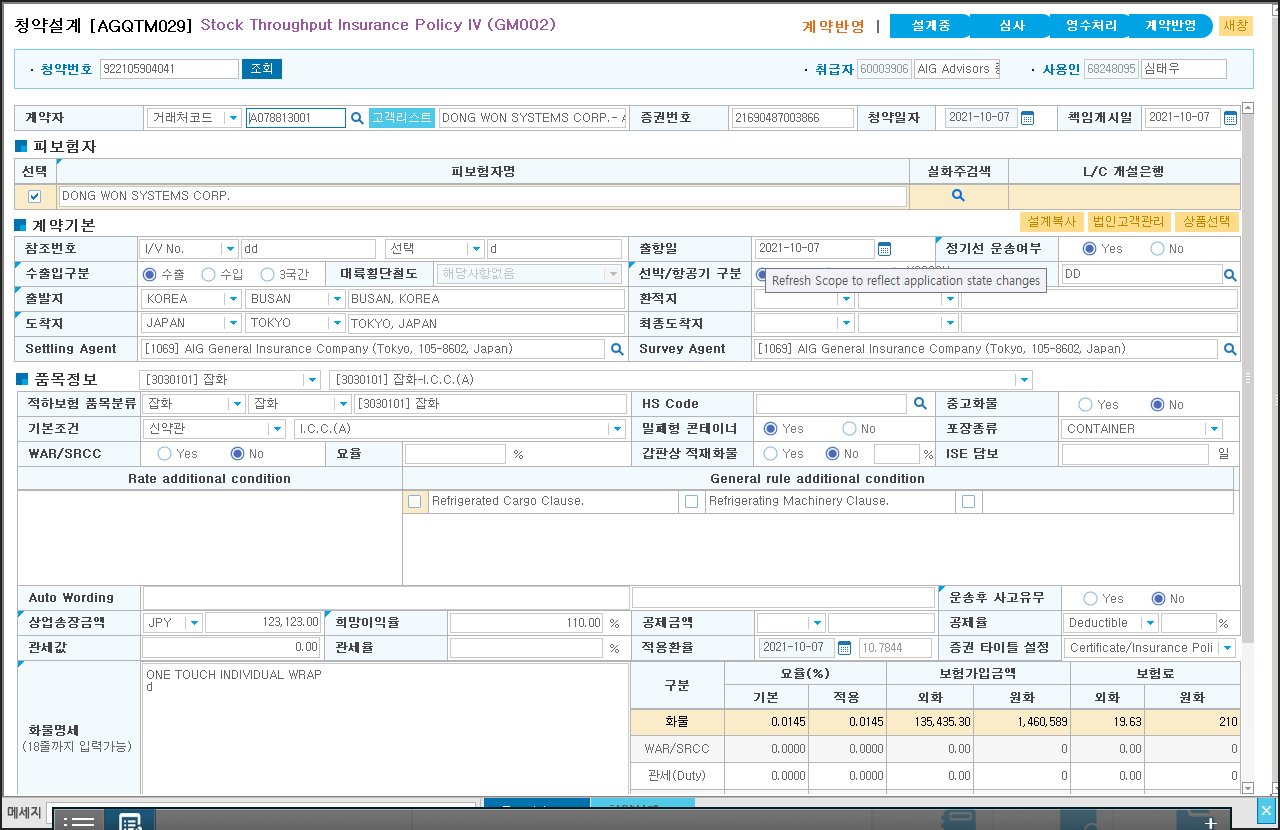 청약설계 [AGQTM029] Stock Throughput Insurance Policy IV (GM002) 계약반영 | 설계중 심사 영수처리 계약반영 새창
· 청약번호 922105904041 조회 · 취급자 60003906 AIG Advisors · 사용인 68248095 심태우
계약자 거래처코드 A078813001 고객리스트 DONG WON SYSTEMS CORP.- 증권번호 21690487003866 청약일자 2021-10-07 책임개시일 2021-10-07
피보험자
선택 피보험자명 실화주검색 L/C 개설은행
DONG WON SYSTEMS CORP.
계약기본 설계복사 법인고객관리 상품선택
참조번호 I/V No. dd 선택 d 출항일 2021-10-07 정기선 운송여부 Yes No
수출입구분 수출 수입 3국간 대륙횡단철도 해당사항없음 선박/항공기 구분 DD
Refresh Scope to reflect application state changes
출발지 KOREA BUSAN BUSAN, KOREA 환적지
도착지 JAPAN TOKYO TOKYO, JAPAN 최종도착지
Settling Agent [1069] AIG General Insurance Company (Tokyo, 105-8602, Japan) Survey Agent [1069] AIG General Insurance Company (Tokyo, 105-8602, Japan)
품목정보 [3030101] 잡화 [3030101] 잡화-I.C.C.(A)
적하보험 품목분류 잡화 잡화 [3030101] 잡화 HS Code 중고화물 Yes No
기본조건 신약관 I.C.C.(A) 밀폐형 콘테이너 Yes No 포장종류 CONTAINER
WAR/SRCC Yes No 요율 % 갑판상 적재화물 Yes No % ISE 담보 일
Rate additional condition General rule additional condition
Refrigerated Cargo Clause. Refrigerating Machinery Clause.
Auto Wording 운송후 사고유무 Yes No
상업송장금액 JPY 123,123.00 희망이익율 110.00 % 공제금액 공제율 Deductible %
관세값 0.00 관세율 % 적용환율 2021-10-07 10.7844 증권 타이틀 설정 Certificate/Insurance Poli
화물명세
(18줄까지 입력가능)
ONE TOUCH INDIVIDUAL WRAP
d
구분 요율(%) 보험가입금액 보험료
기본 적용 외화 원화 외화 원화
화물 0.0145 0.0145 135,435.30 1,460,589 19.63 210
WAR/SRCC 0.0000 0.0000 0.00 0 0.00 0
관세(Duty) 0.0000 0.0000 0.00 0 0.00 0
메세지